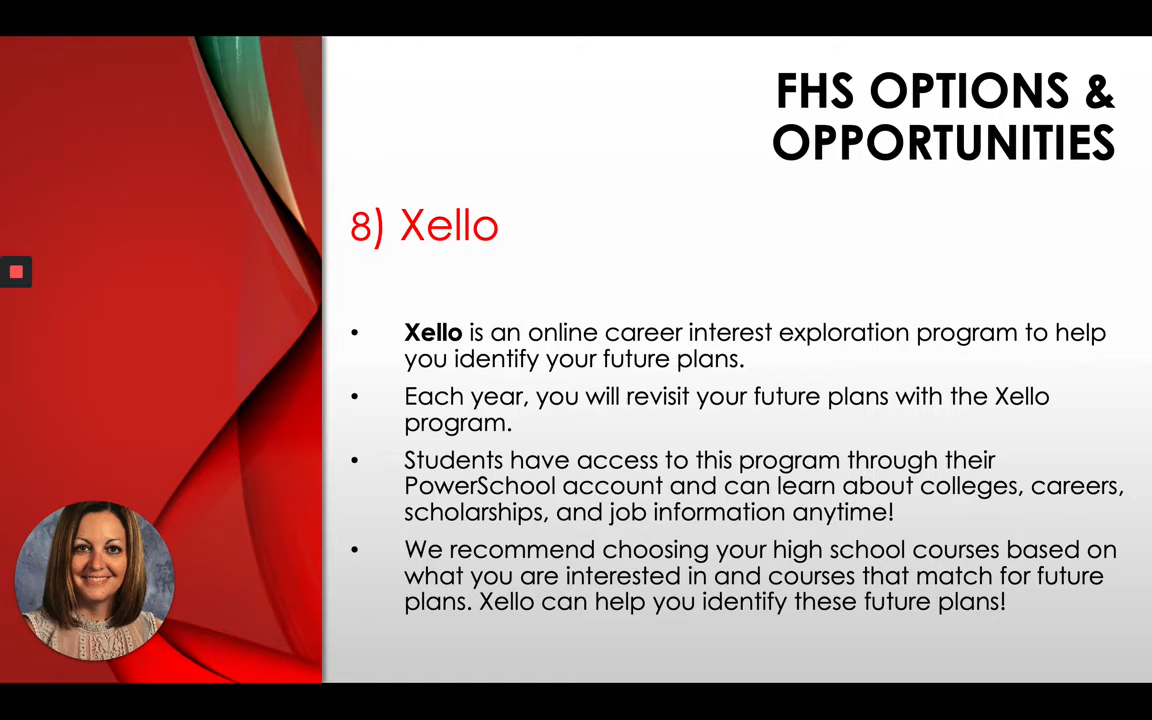 FHS OPTIONS &
OPPORTUNITIES
8) Xello
• Xello is an online career interest exploration program to help
you identify your future plans.
• Each year, you will revisit your future plans with the Xello
program.
• Students have access to this program through their
PowerSchool account and can learn about colleges, careers,
scholarships, and job information anytime!
• We recommend choosing your high school courses based on
what you are interested in and courses that match for future
plans. Xello can help you identify these future plans!